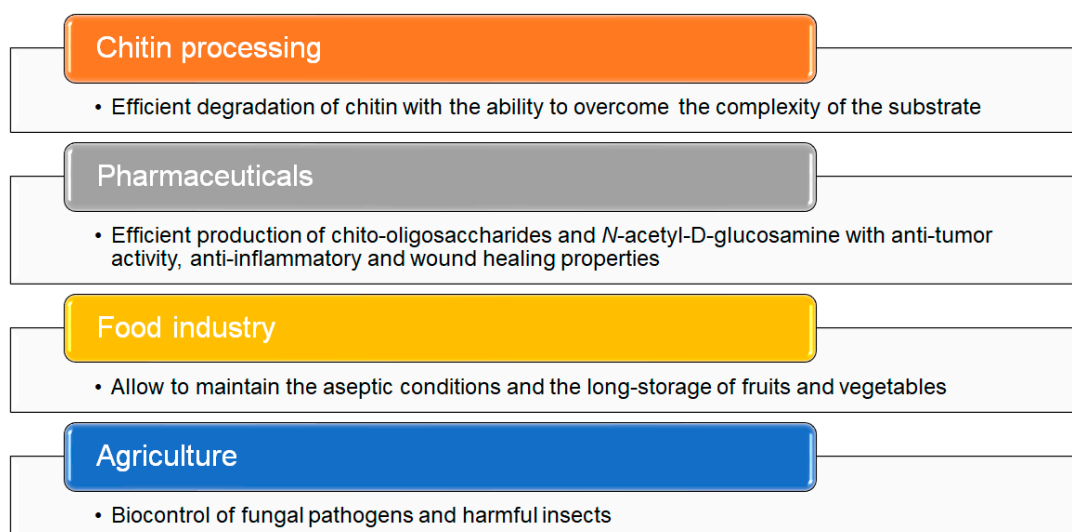 Chitin processing
• Efficient degradation of chitin with the ability to overcome the complexity of the substrate
Pharmaceuticals
• Efficient production of chito-oligosaccharides and N-acetyl-D-glucosamine with anti-tumor
activity, anti-inflammatory and wound healing properties
Food industry
• Allow to maintain the aseptic conditions and the long-storage of fruits and vegetables
Agriculture
• Biocontrol of fungal pathogens and harmful insects